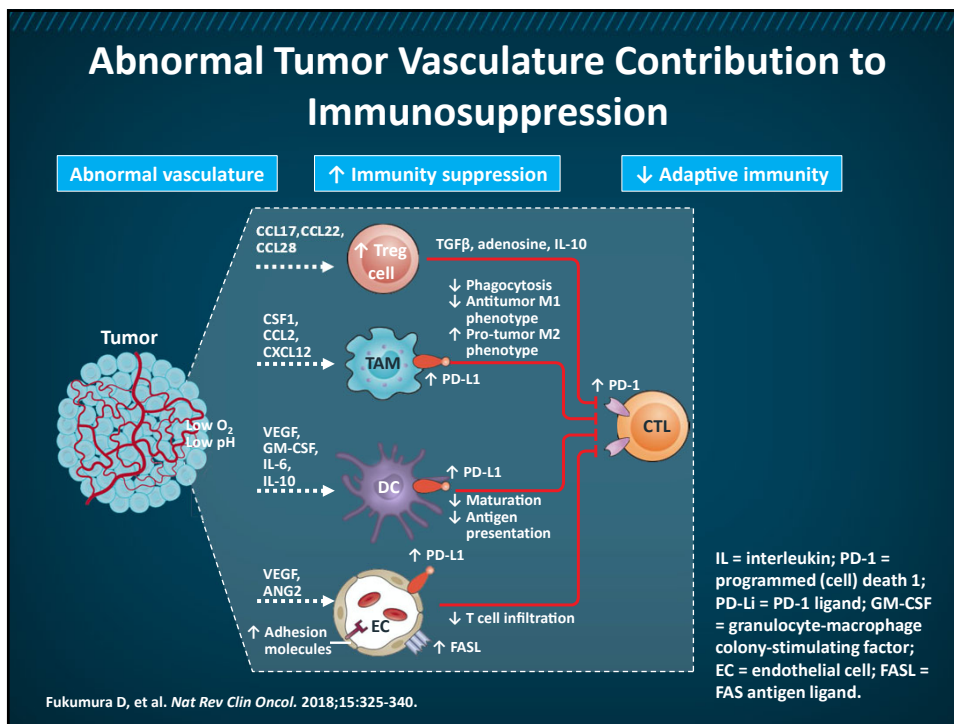 Abnormal Tumor Vasculature Contribution to
Immunosuppression
Abnormal vasculature
↑ Immunity suppression
↓ Adaptive immunity
CCL17,CCL22,
CCL28
↑ Treg
cell
TGFβ, adenosine, IL-10
↓ Phagocytosis
↓ Antitumor M1
phenotype
↑ Pro-tumor M2
phenotype
CSF1,
CCL2,
CXCL12
TAM
↑ PD-L1
Tumor
Low O₂
Low pH
↑ PD-1
CTL
VEGF,
GM-CSF,
IL-6,
IL-10
DC
↑ PD-L1
↓ Maturation
↓ Antigen
presentation
↑ PD-L1
VEGF,
ANG2
EC
↓ T cell infiltration
↑ Adhesion
molecules
↑ FASL
IL = interleukin; PD-1 =
programmed (cell) death 1;
PD-Li = PD-1 ligand; GM-CSF
= granulocyte-macrophage
colony-stimulating factor;
EC = endothelial cell; FASL =
FAS antigen ligand.
Fukumura D, et al. Nat Rev Clin Oncol. 2018;15:325-340.